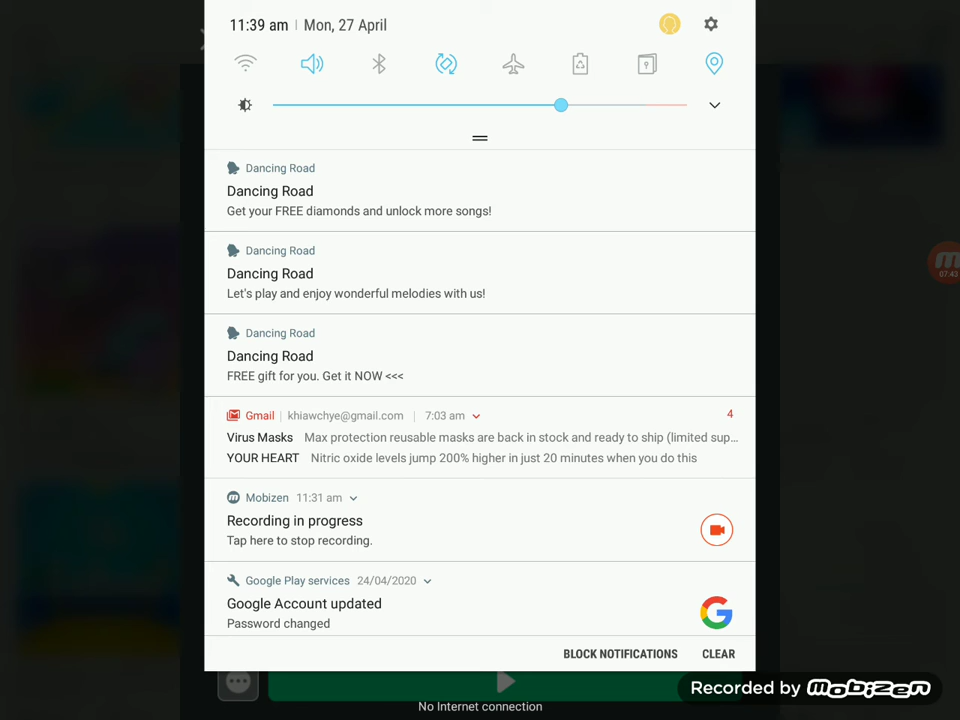 11:39 am | Mon, 27 April
Dancing Road
Dancing Road
Get your FREE diamonds and unlock more songs!
Dancing Road
Dancing Road
Let's play and enjoy wonderful melodies with us!
Dancing Road
Dancing Road
FREE gift for you. Get it NOW <<<
Gmail | khiawchye@gmail.com | 7:03 am 4
Virus Masks Max protection reusable masks are back in stock and ready to ship (limited sup...
YOUR HEART Nitric oxide levels jump 200% higher in just 20 minutes when you do this
Mobizen 11:31 am
Recording in progress
Tap here to stop recording.
Google Play services 24/04/2020
Google Account updated
Password changed
BLOCK NOTIFICATIONS CLEAR
07:43
Recorded by Mobizen
No Internet connection